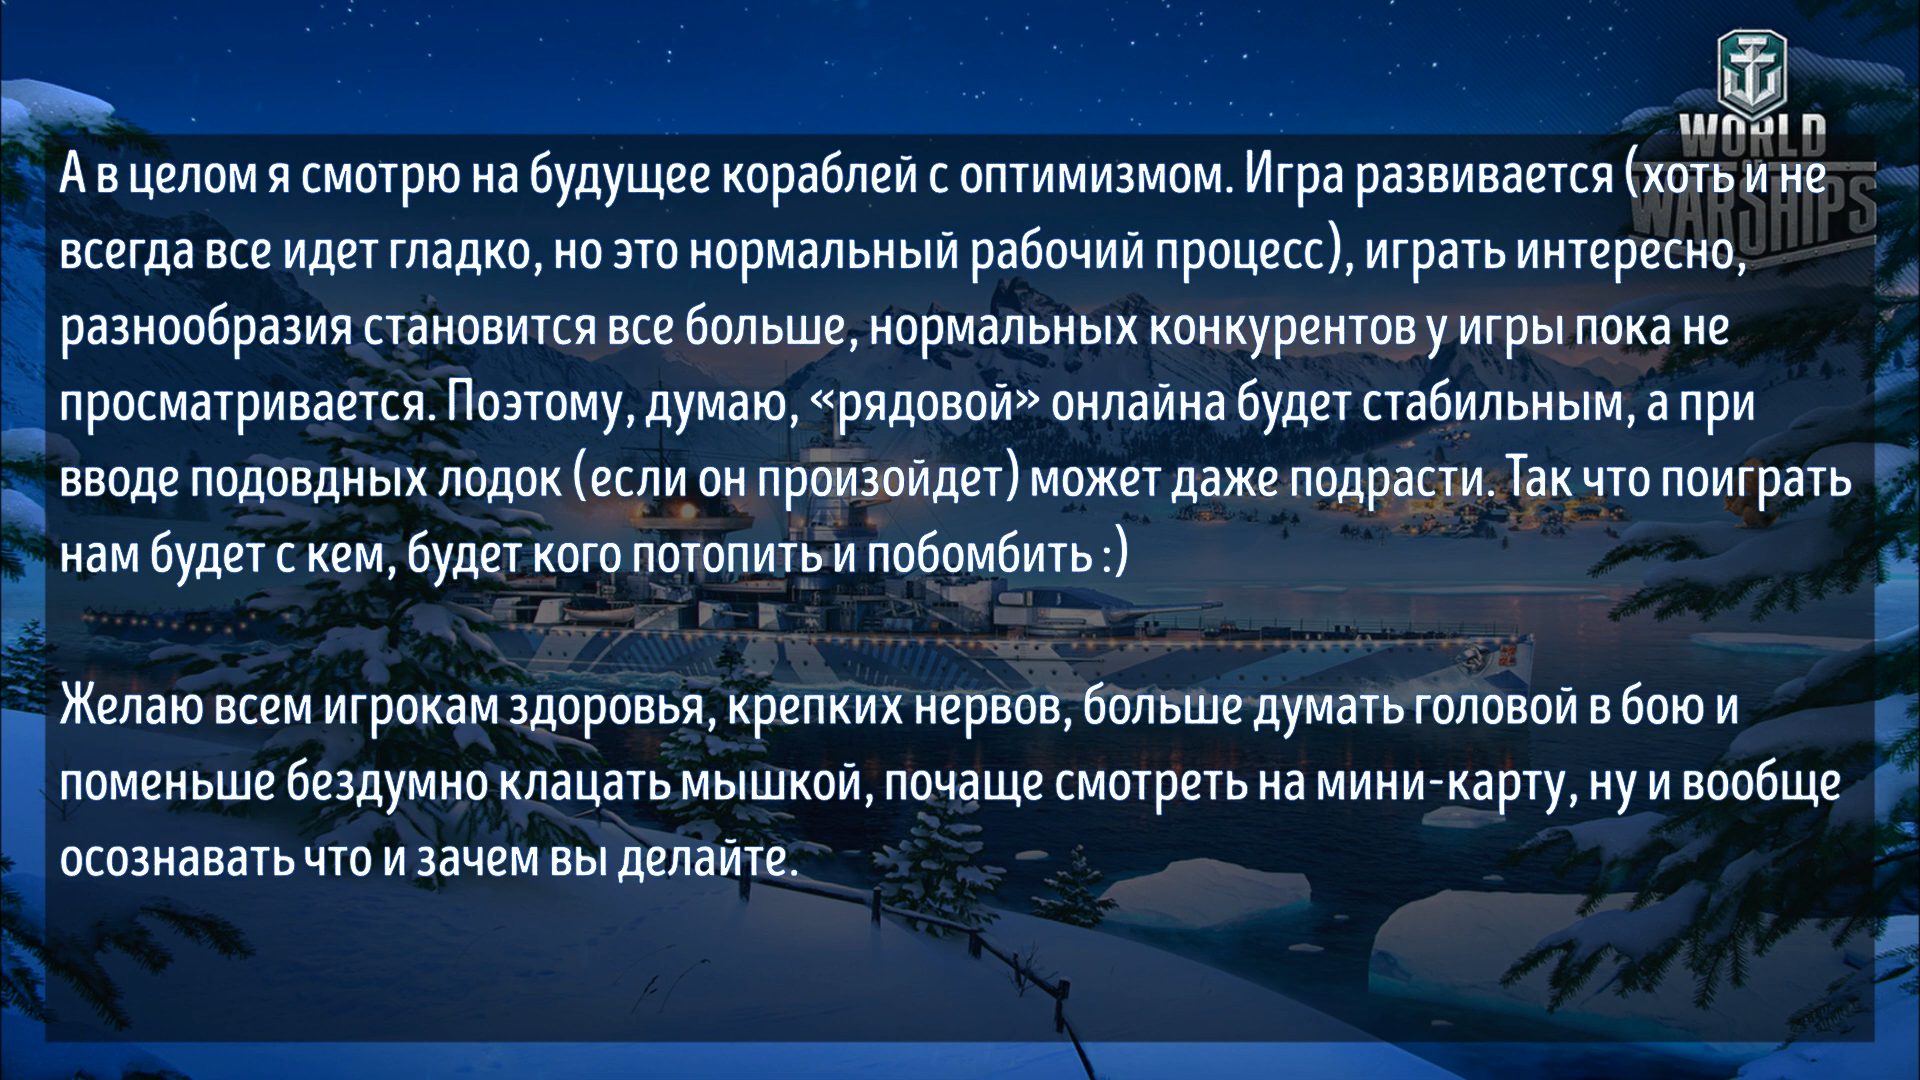 WORLD
OF
WARSHIPS
А в целом я смотрю на будущее кораблей с оптимизмом. Игра развивается (хоть и не
всегда все идет гладко, но это нормальный рабочий процесс), играть интересно,
разнообразия становится все больше, нормальных конкурентов у игры пока не
просматривается. Поэтому, думаю, «рядовой» онлайна будет стабильным, а при
вводе подовдных лодок (если он произойдет) может даже подрасти. Так что поиграть
нам будет с кем, будет кого потопить и побомбить :)
Желаю всем игрокам здоровья, крепких нервов, больше думать головой в бою и
поменьше бездумно клацать мышкой, почаще смотреть на мини-карту, ну и вообще
осознавать что и зачем вы делайте.